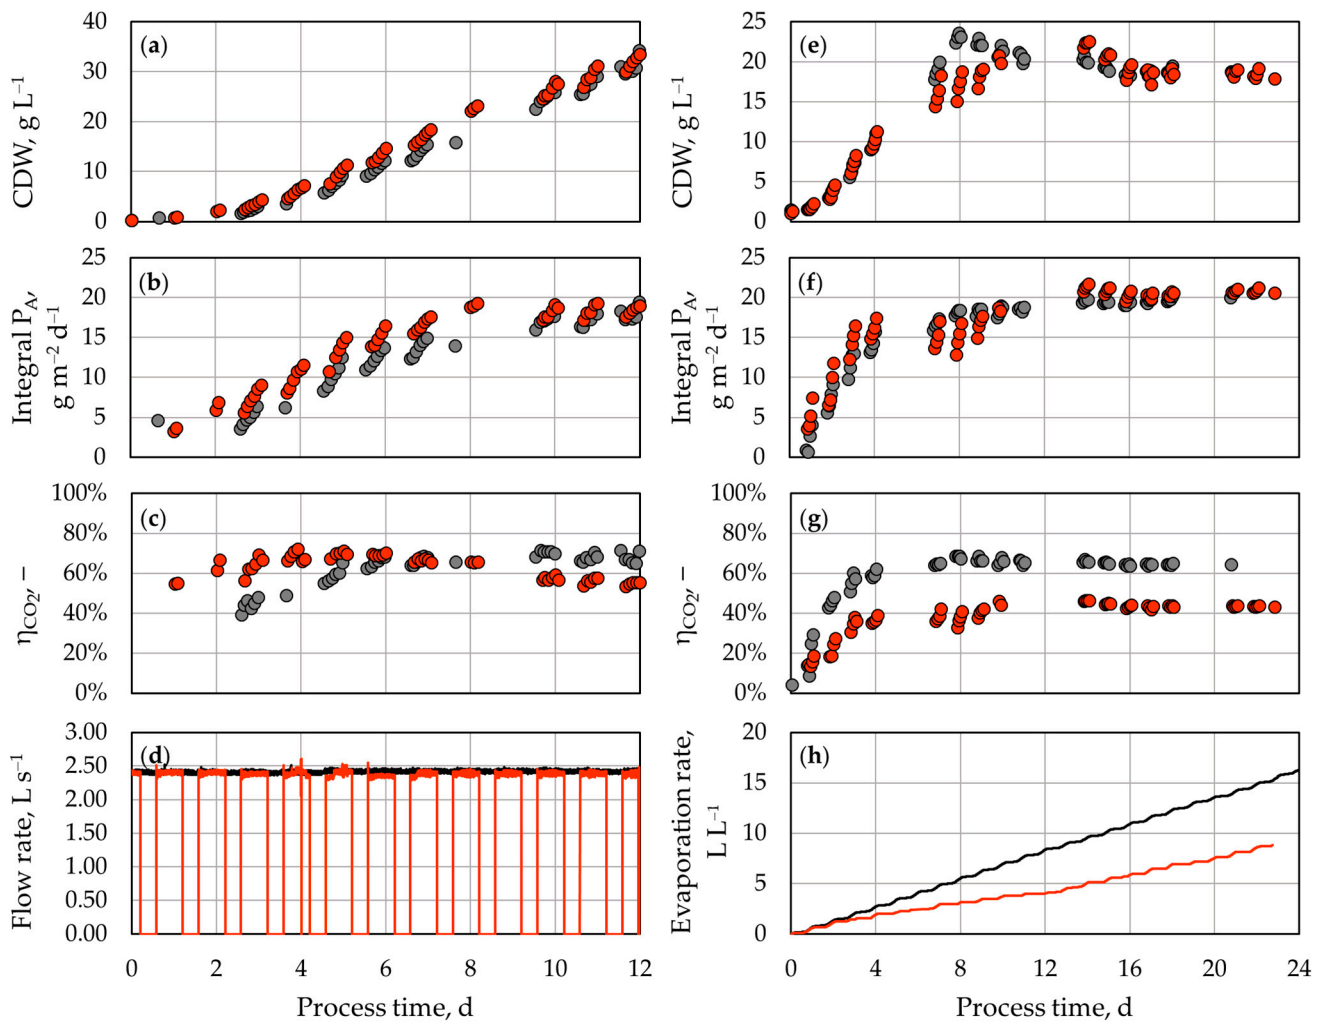 (a)
CDW, g L⁻¹
40
30
20
10
0
(b)
Integral P_A,
g m⁻² d⁻¹
25
20
15
10
5
0
(c)
η_CO₂, –
100%
80%
60%
40%
20%
0%
(d)
Flow rate, L s⁻¹
3.00
2.50
2.00
1.50
1.00
0.50
0.00
0 2 4 6 8 10 12
Process time, d
(e)
CDW, g L⁻¹
25
20
15
10
5
0
(f)
Integral P_A,
g m⁻² d⁻¹
25
20
15
10
5
0
(g)
η_CO₂, –
100%
80%
60%
40%
20%
0%
(h)
Evaporation rate,
L L⁻¹
20
15
10
5
0
0 4 8 12 16 20 24
Process time, d